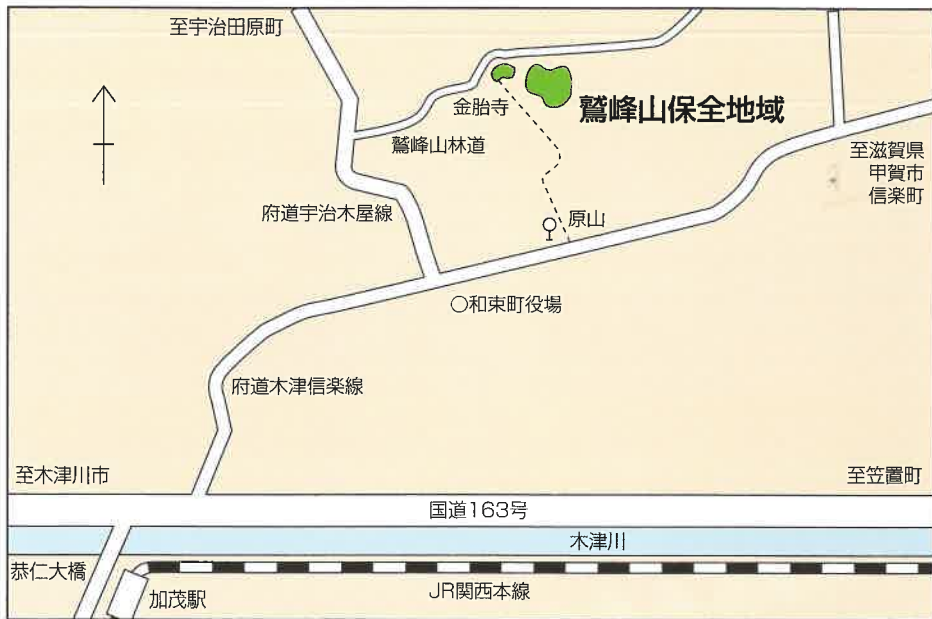 至宇治田原町
金胎寺
鷲峰山保全地域
鷲峰山林道
至滋賀県
甲賀市
信楽町
府道宇治木屋線
原山
○和束町役場
府道木津信楽線
至木津川市
至笠置町
国道163号
木津川
恭仁大橋
加茂駅
JR関西本線